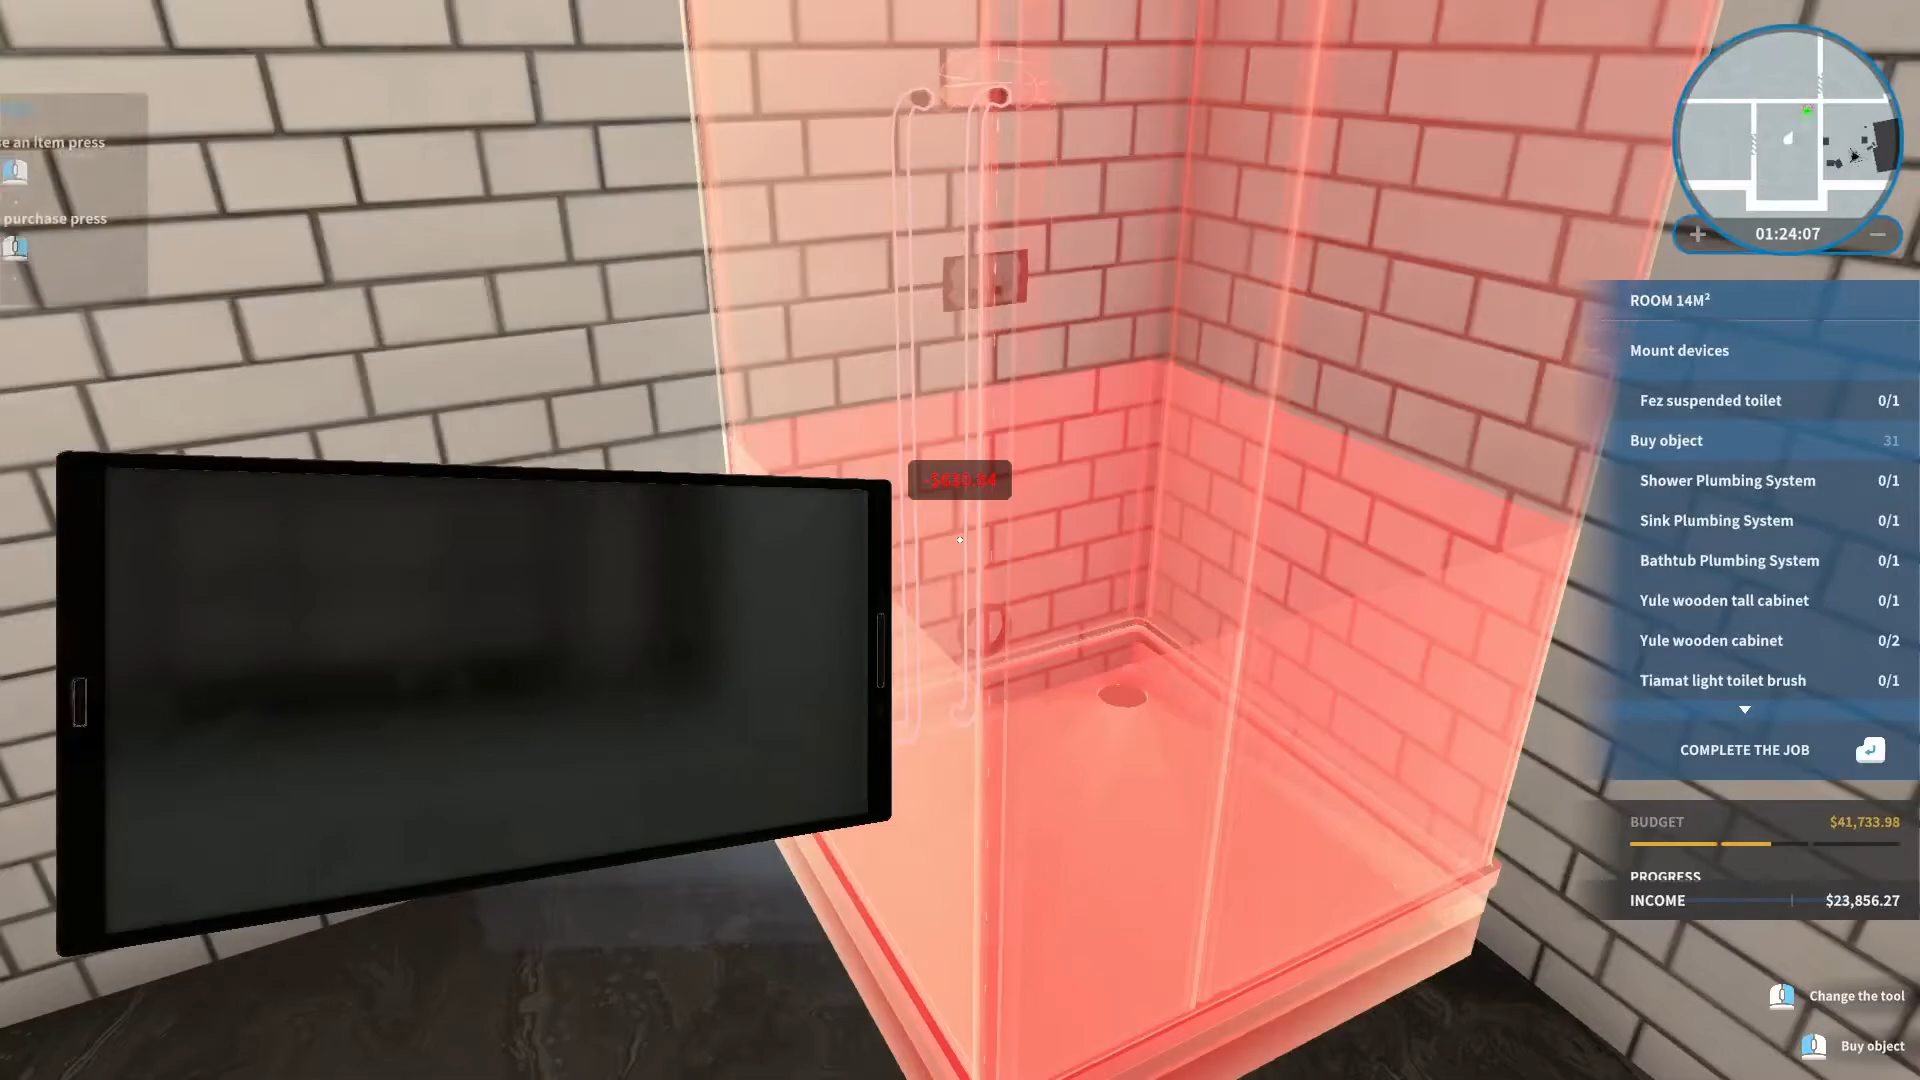 e an item press
purchase press
-$630.84
01:24:07
ROOM 14M²
Mount devices
Fez suspended toilet 0/1
Buy object 31
Shower Plumbing System 0/1
Sink Plumbing System 0/1
Bathtub Plumbing System 0/1
Yule wooden tall cabinet 0/1
Yule wooden cabinet 0/2
Tiamat light toilet brush 0/1
COMPLETE THE JOB
BUDGET $41,733.98
PROGRESS
INCOME $23,856.27
Change the tool
Buy object